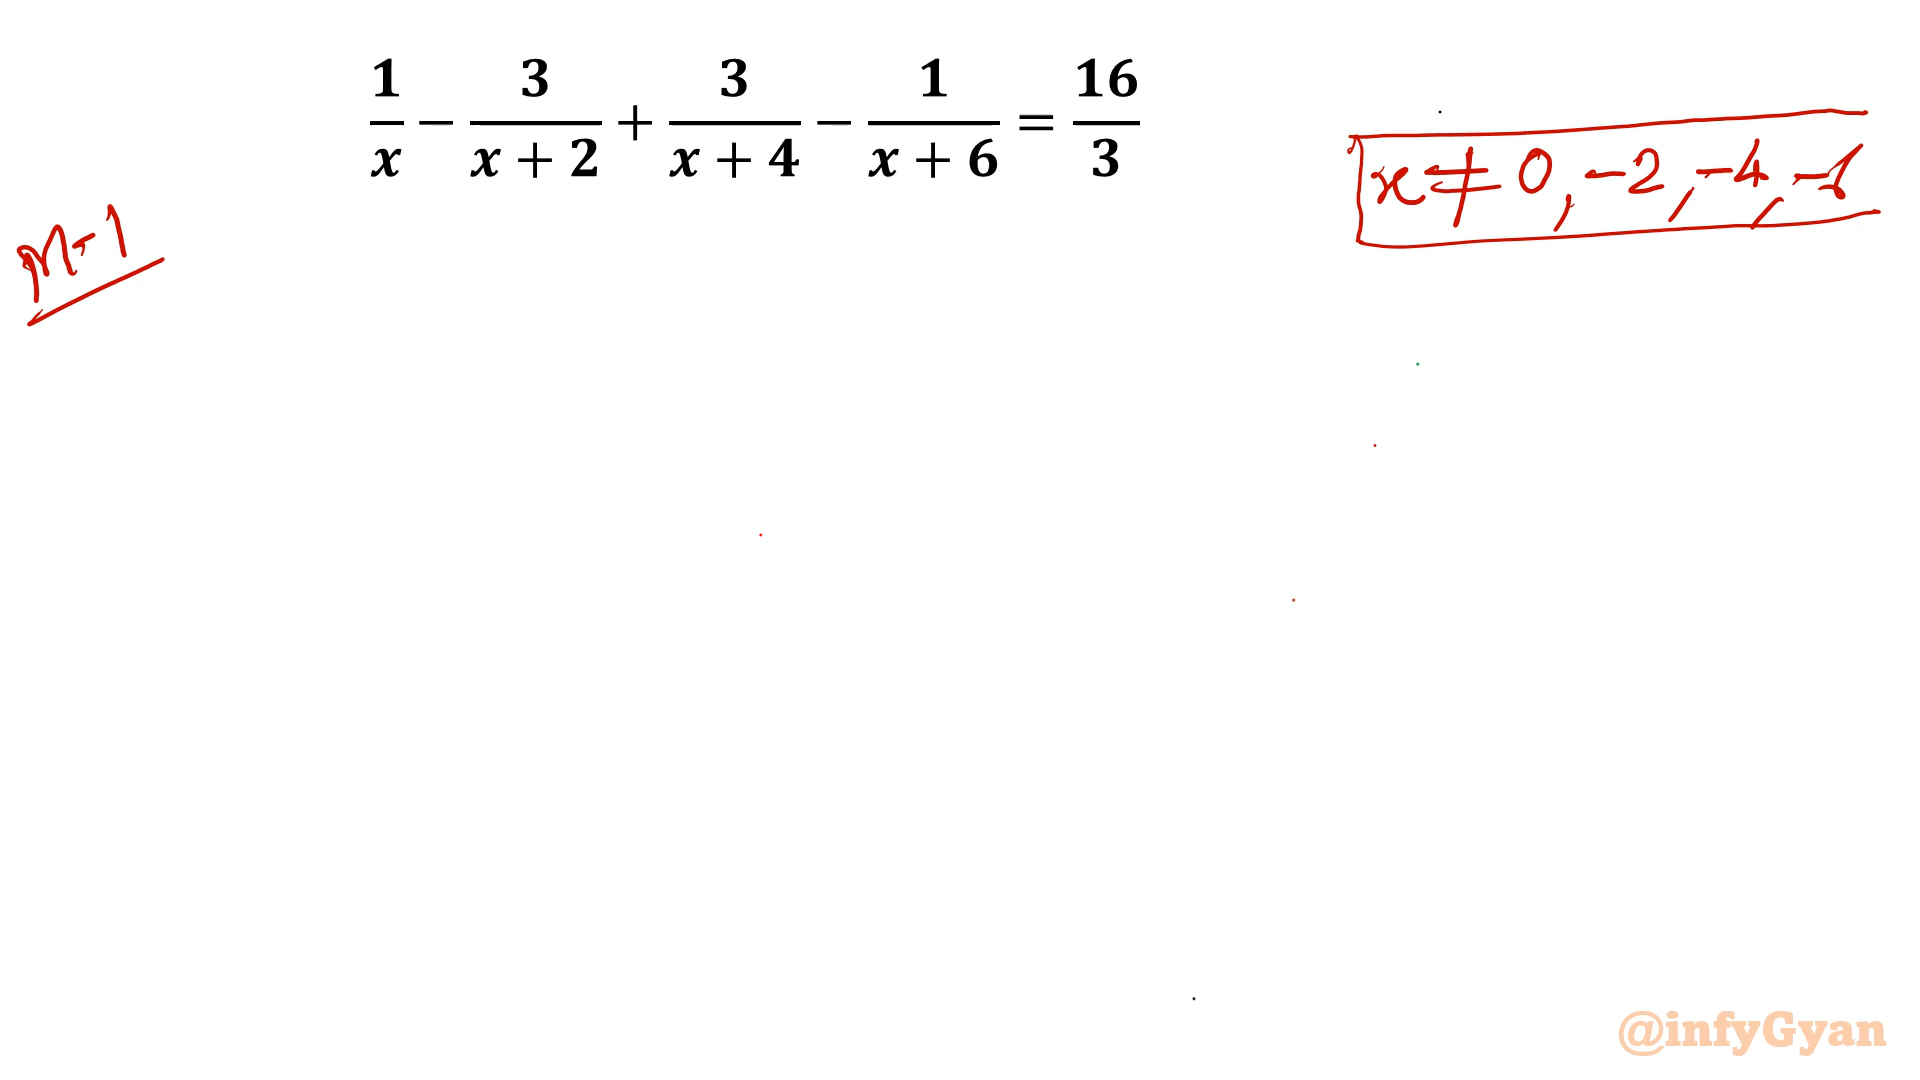 1/x − 3/(x + 2) + 3/(x + 4) − 1/(x + 6) = 16/3
x ≠ 0, -2, -4, -6
M-1
@infyGyan